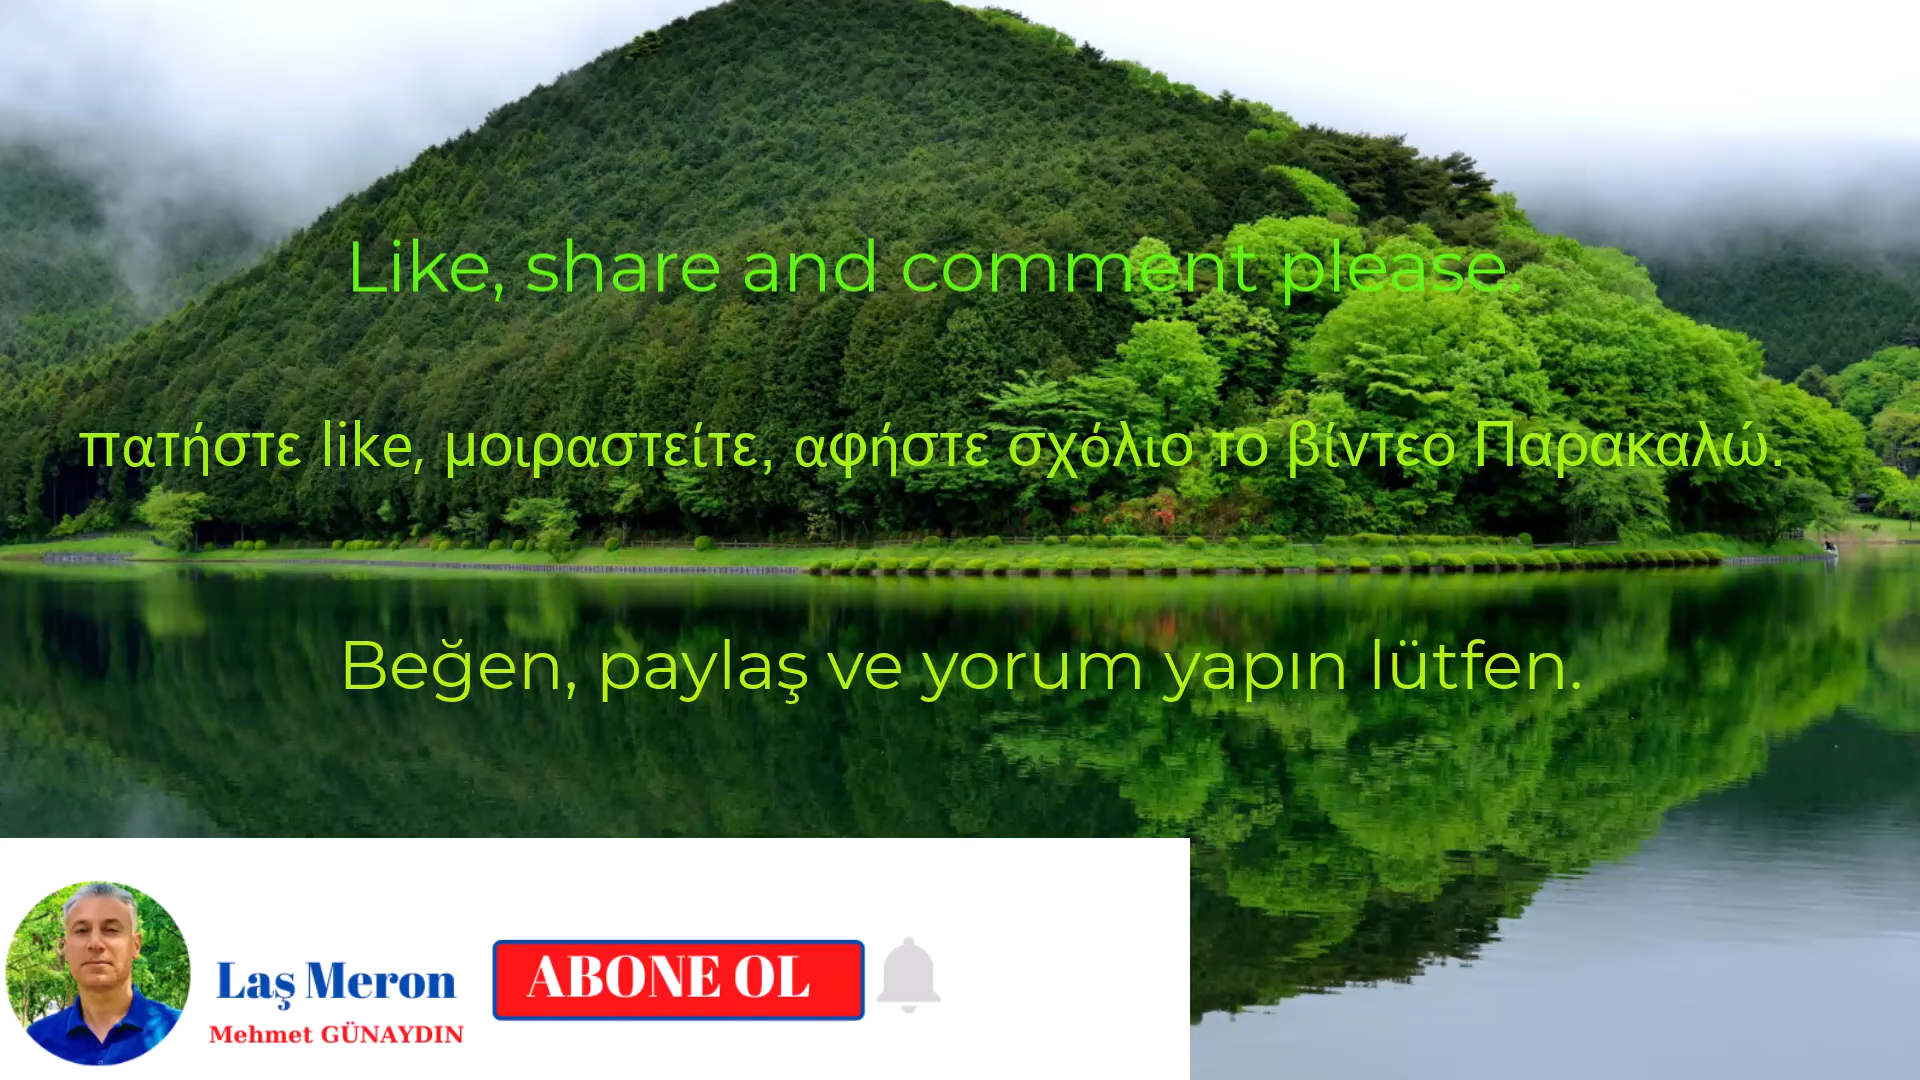 Like, share and comment please.
πατήστε like, μοιραστείτε, αφήστε σχόλιο το βίντεο Παρακαλώ.
Beğen, paylaş ve yorum yapın lütfen.
Laş Meron
Mehmet GÜNAYDIN
ABONE OL